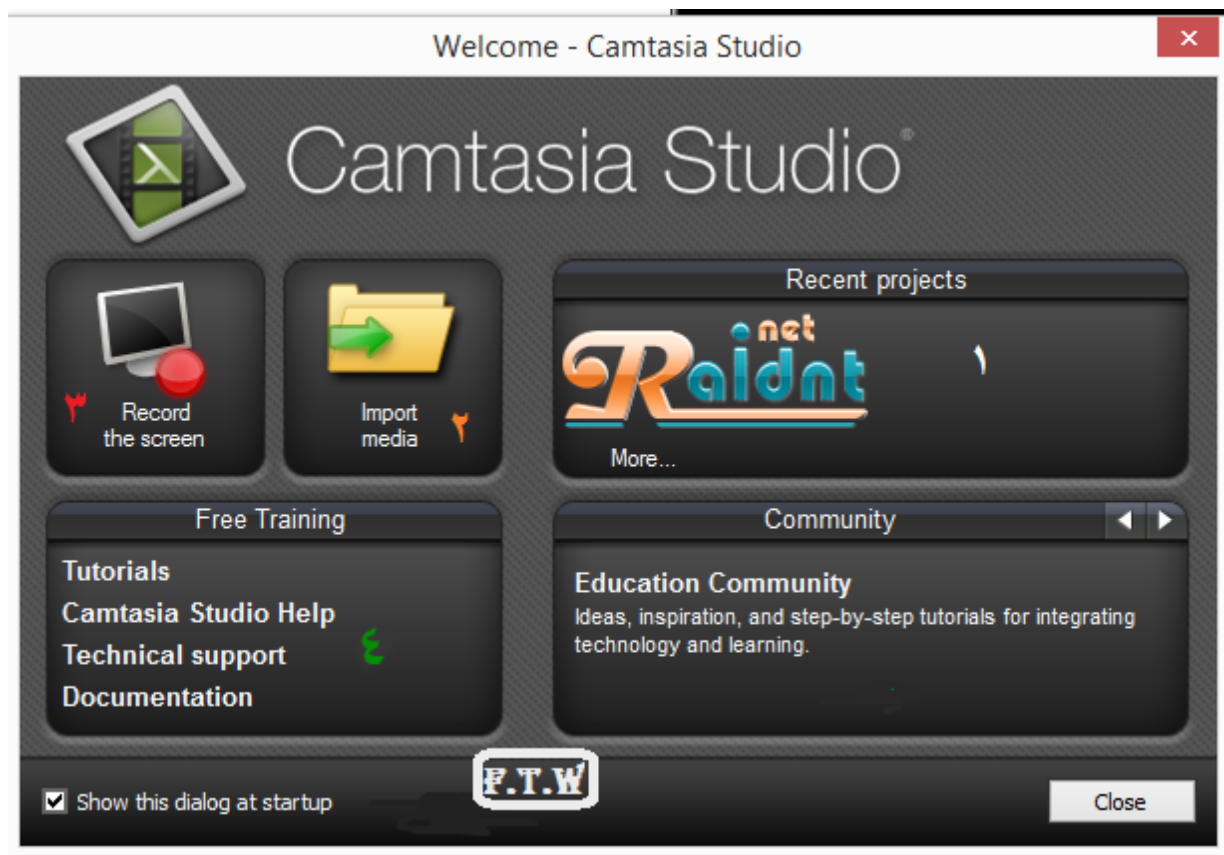 Welcome - Camtasia Studio
Camtasia Studio®
Recent projects
net
Raidnt
١
More...
٣
Record
the screen
Import
media
٢
Free Training
Tutorials
Camtasia Studio Help
Technical support
٤
Documentation
Community
Education Community
Ideas, inspiration, and step-by-step tutorials for integrating
technology and learning.
F.T.W
Show this dialog at startup
Close